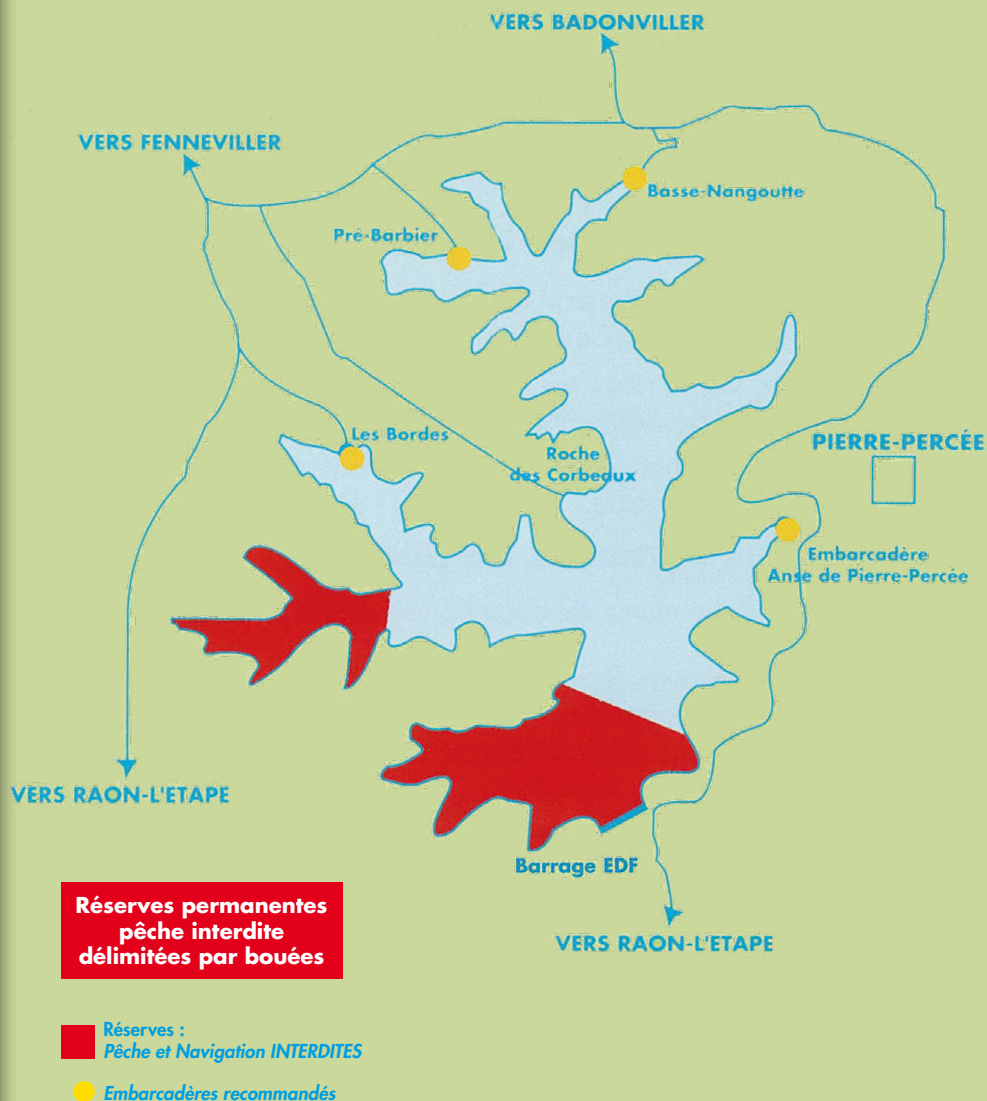 VERS BADONVILLER
VERS FENNEVILLER
Basse-Nangoutte
Pré-Barbier
Les Bordes
Roche
des Corbeaux
PIERRE-PERCÉE
Embarcadère
Anse de Pierre-Percée
VERS RAON-L'ETAPE
Barrage EDF
VERS RAON-L'ETAPE
Réserves permanentes
pêche interdite
délimitées par bouées
Réserves :
Pêche et Navigation INTERDITES
Embarcadères recommandés